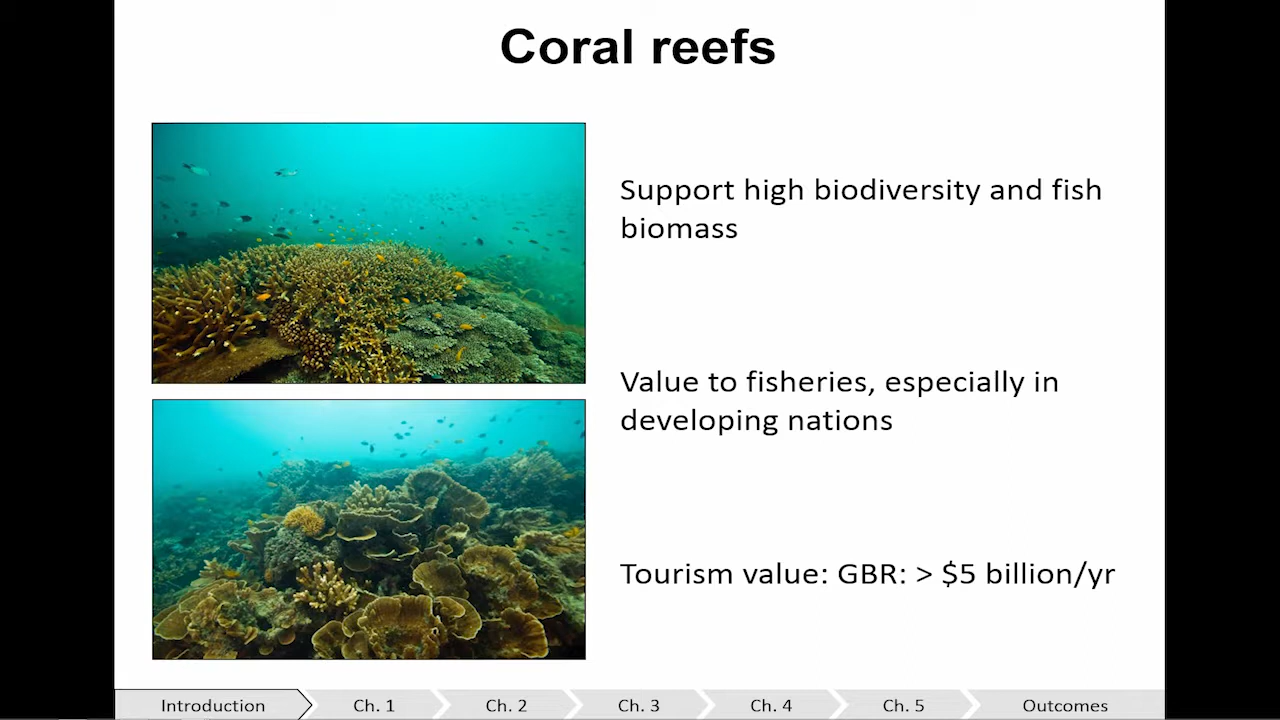 Coral reefs
Support high biodiversity and fish
biomass
Value to fisheries, especially in
developing nations
Tourism value: GBR: > $5 billion/yr
Introduction
Ch. 1
Ch. 2
Ch. 3
Ch. 4
Ch. 5
Outcomes